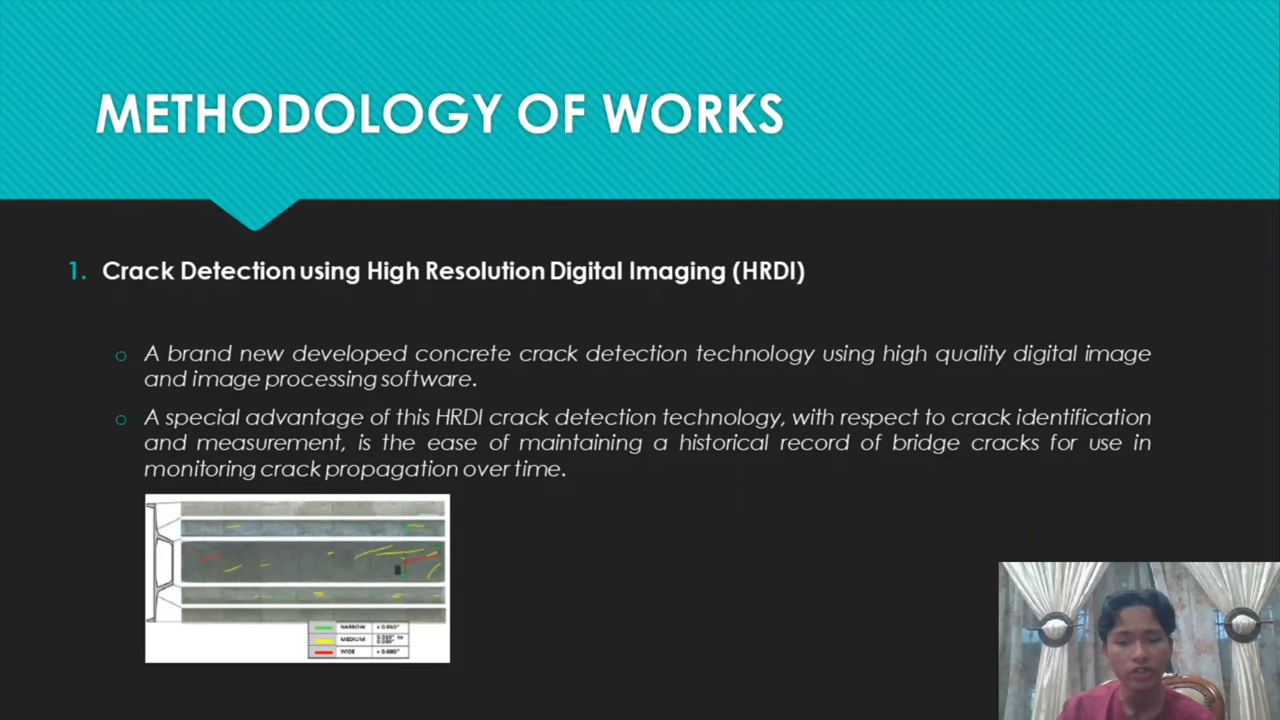 METHODOLOGY OF WORKS
1. Crack Detection using High Resolution Digital Imaging (HRDI)
o A brand new developed concrete crack detection technology using high quality digital image
and image processing software.
o A special advantage of this HRDI crack detection technology, with respect to crack identification
and measurement, is the ease of maintaining a historical record of bridge cracks for use in
monitoring crack propagation over time.
NARROW
MEDIUM
WIDE